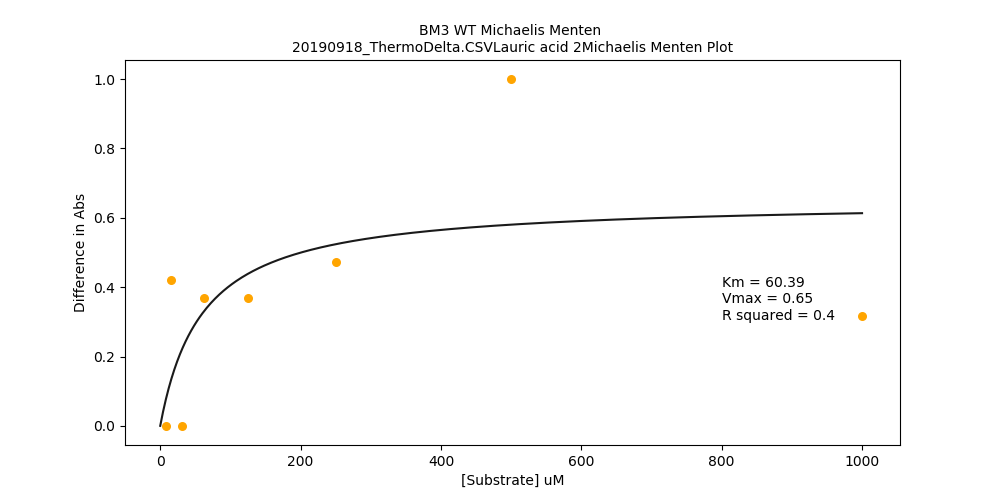 BM3 WT Michaelis Menten
20190918_ThermoDelta.CSVLauric acid 2Michaelis Menten Plot
1.0
0.8
0.6
0.4
0.2
0.0
Difference in Abs
Km = 60.39
Vmax = 0.65
R squared = 0.4
0 200 400 600 800 1000
[Substrate] uM